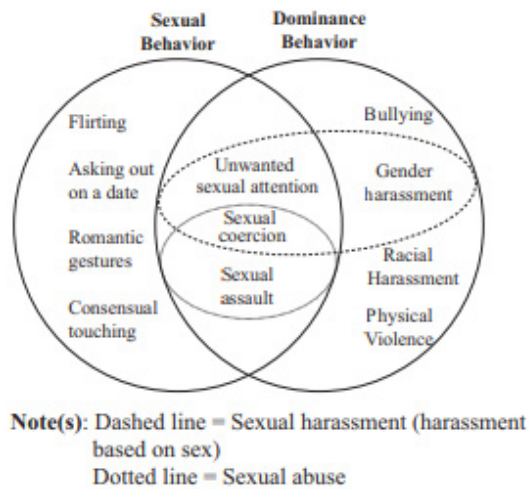 Sexual
Behavior
Dominance
Behavior
Flirting
Asking out
on a date
Romantic
gestures
Consensual
touching
Unwanted
sexual attention
Sexual
coercion
Sexual
assault
Bullying
Gender
harassment
Racial
Harassment
Physical
Violence
Note(s): Dashed line = Sexual harassment (harassment
based on sex)
Dotted line = Sexual abuse